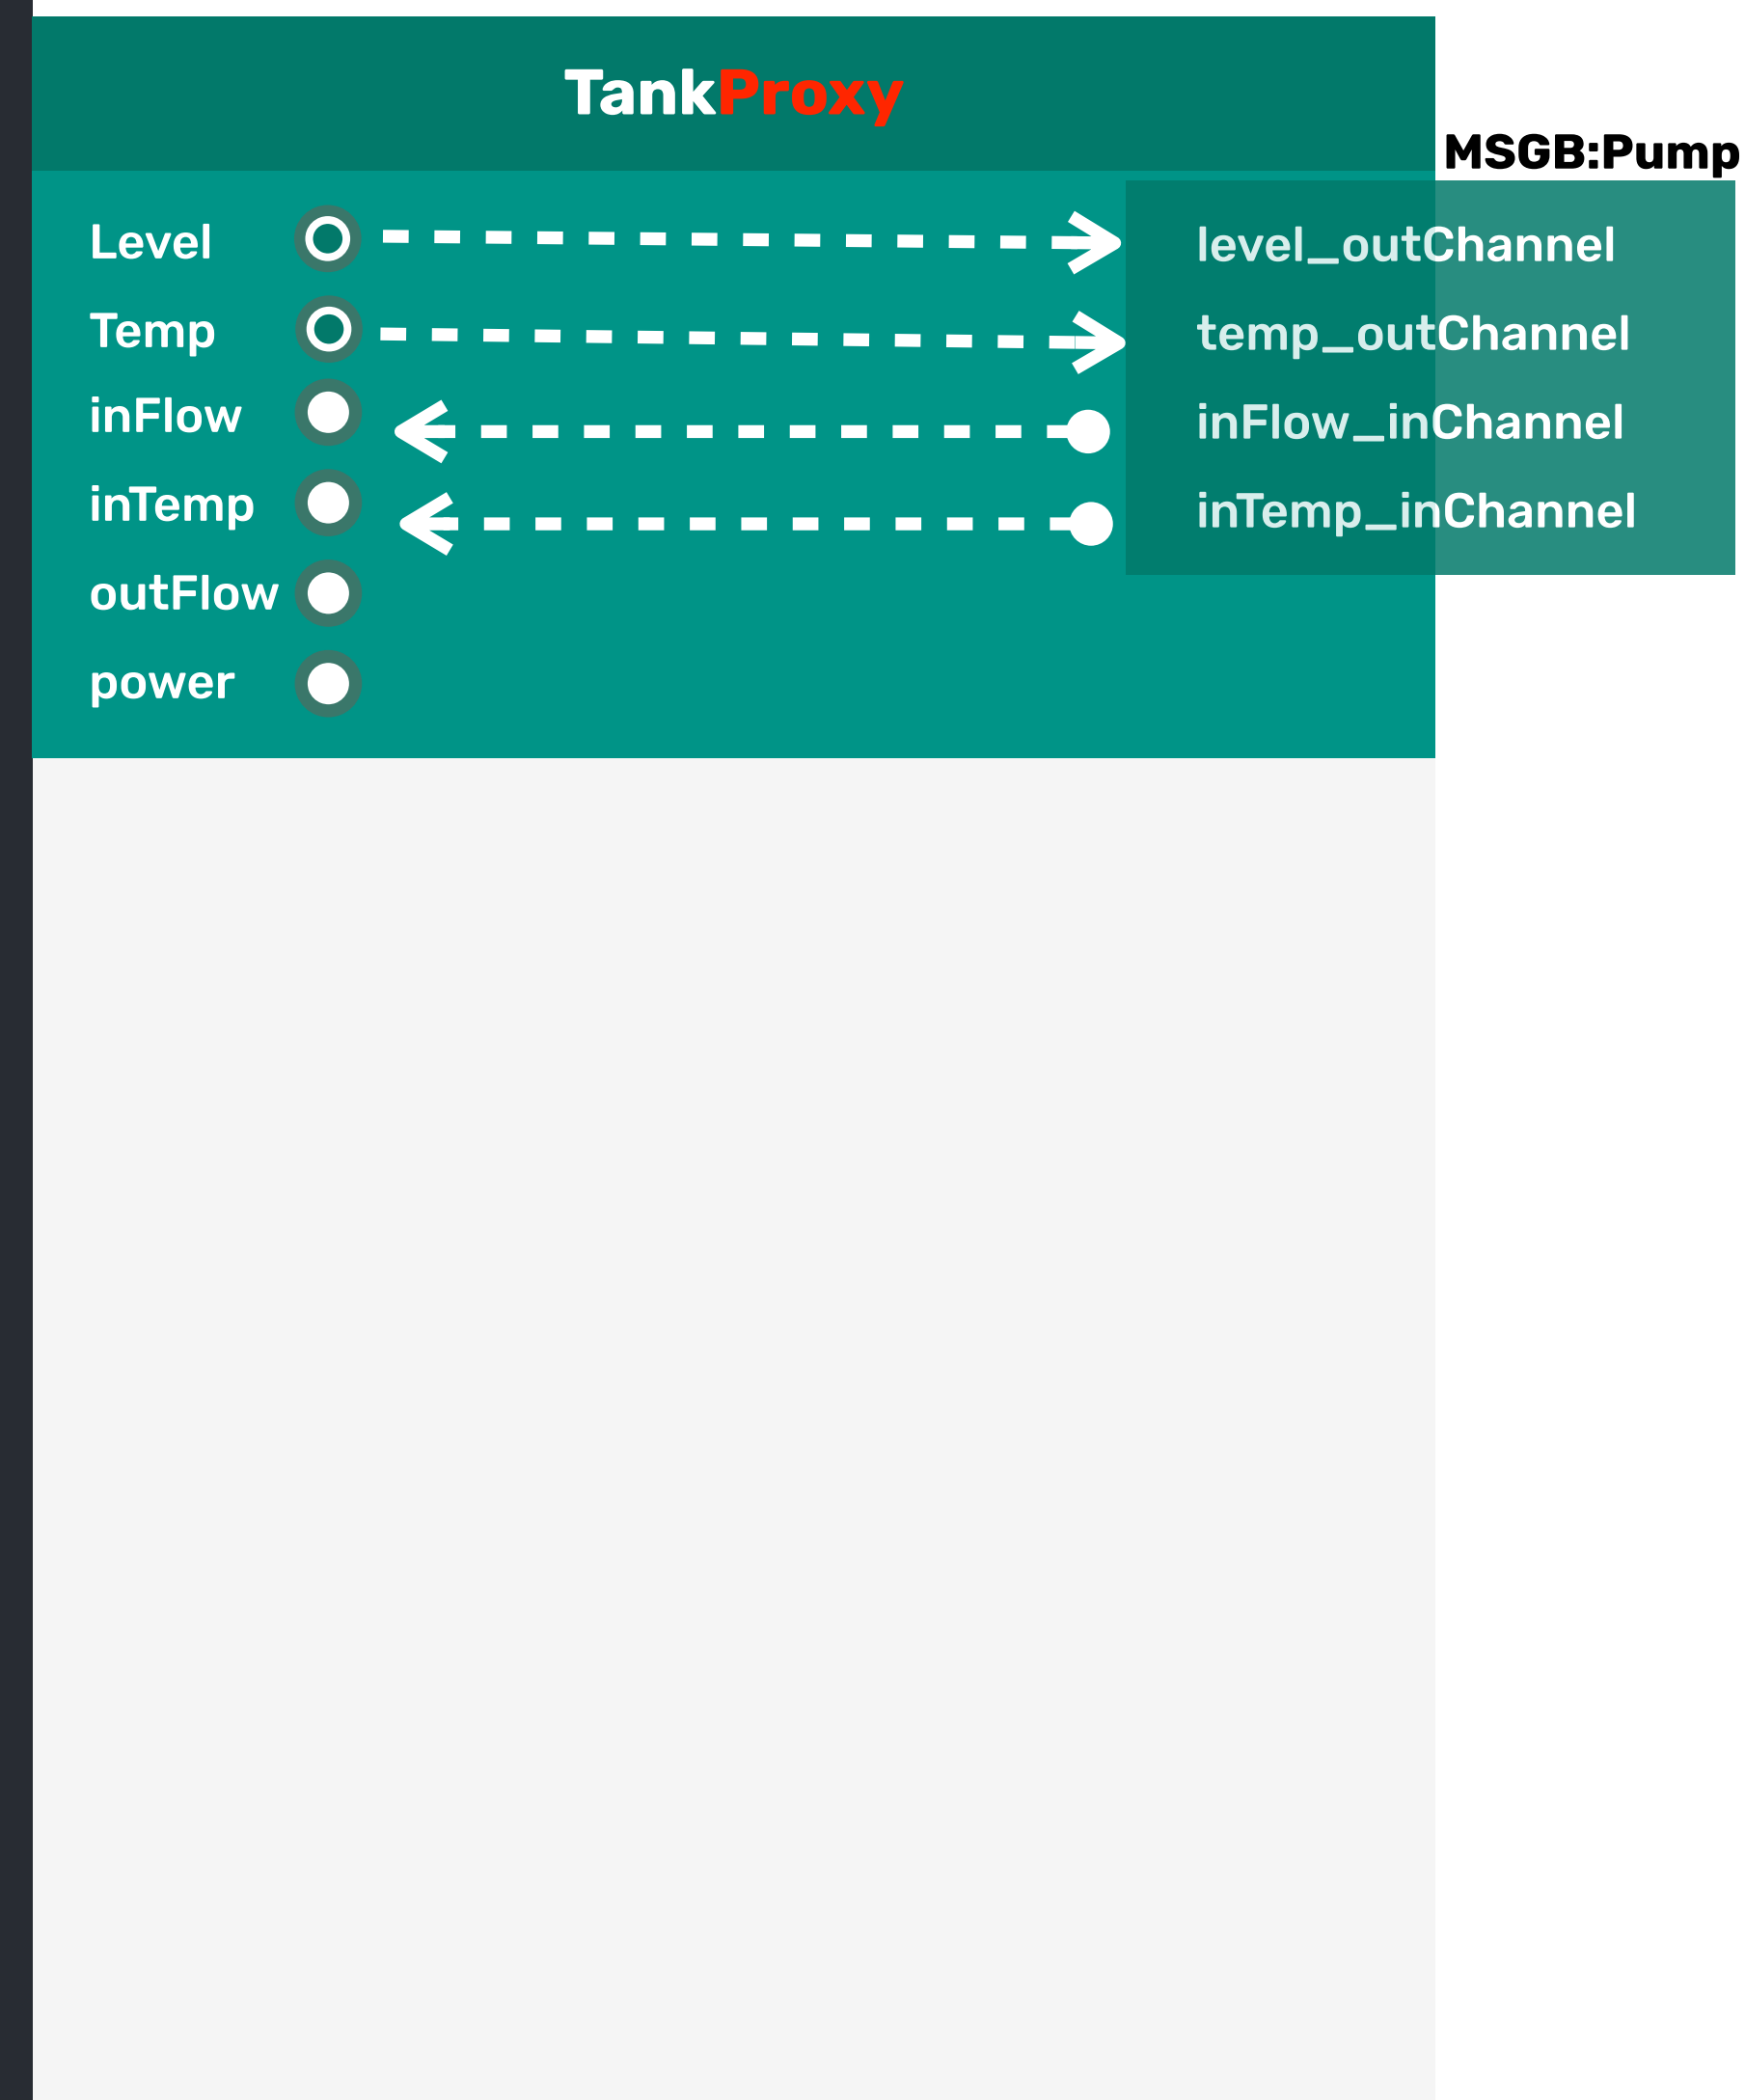 TankProxy
MSGB:Pump
Level
level_outChannel
Temp
temp_outChannel
inFlow
inFlow_inChannel
inTemp
inTemp_inChannel
outFlow
power